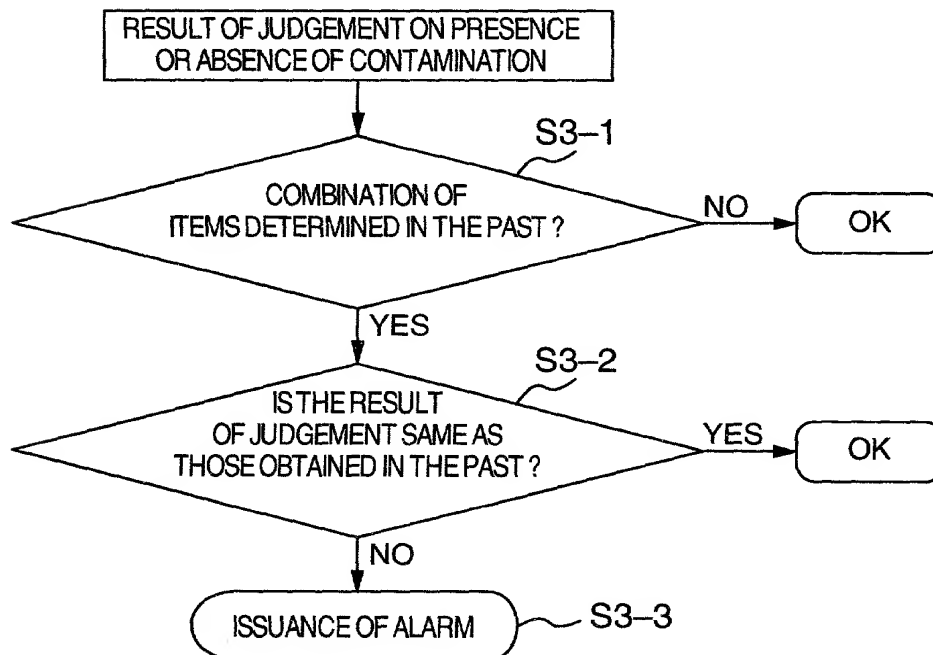 RESULT OF JUDGEMENT ON PRESENCE
OR ABSENCE OF CONTAMINATION
S3-1
COMBINATION OF
ITEMS DETERMINED IN THE PAST ?
NO
OK
YES
S3-2
IS THE RESULT
OF JUDGEMENT SAME AS
THOSE OBTAINED IN THE PAST ?
YES
OK
NO
ISSUANCE OF ALARM
S3-3